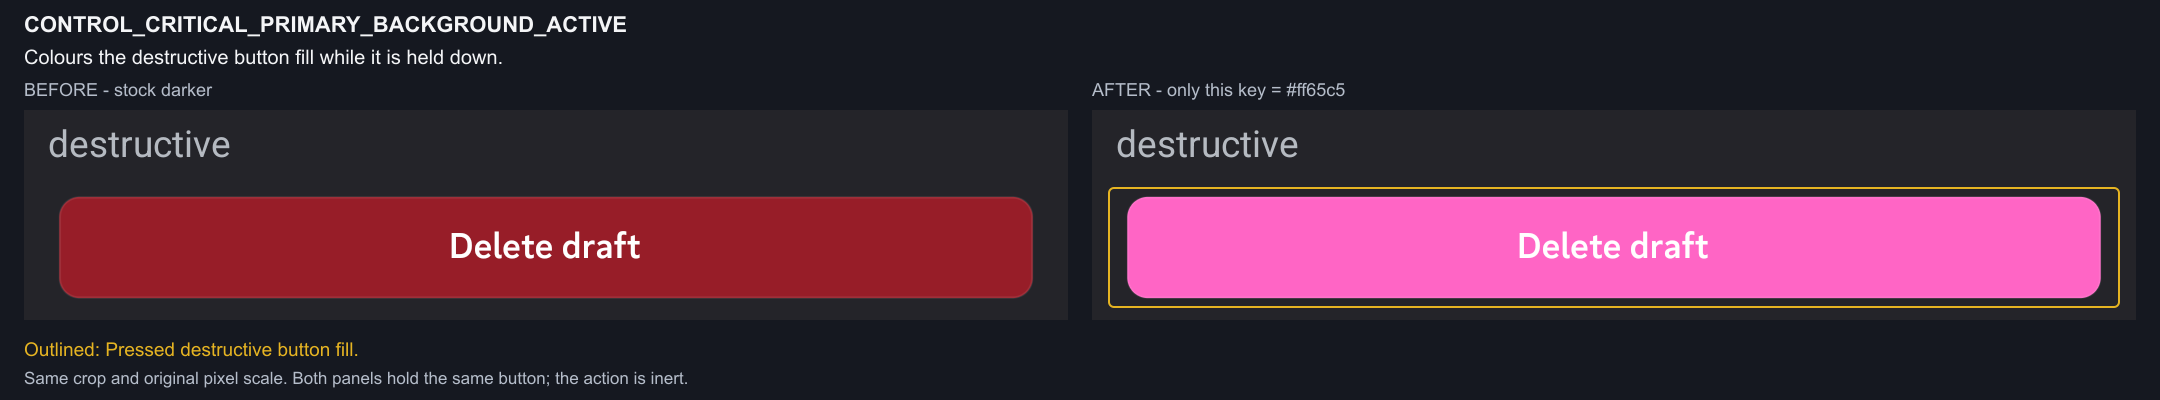 CONTROL_CRITICAL_PRIMARY_BACKGROUND_ACTIVE
Colours the destructive button fill while it is held down.
BEFORE - stock darker
AFTER - only this key = #ff65c5
destructive
destructive
Delete draft
Delete draft
Outlined: Pressed destructive button fill.
Same crop and original pixel scale. Both panels hold the same button; the action is inert.